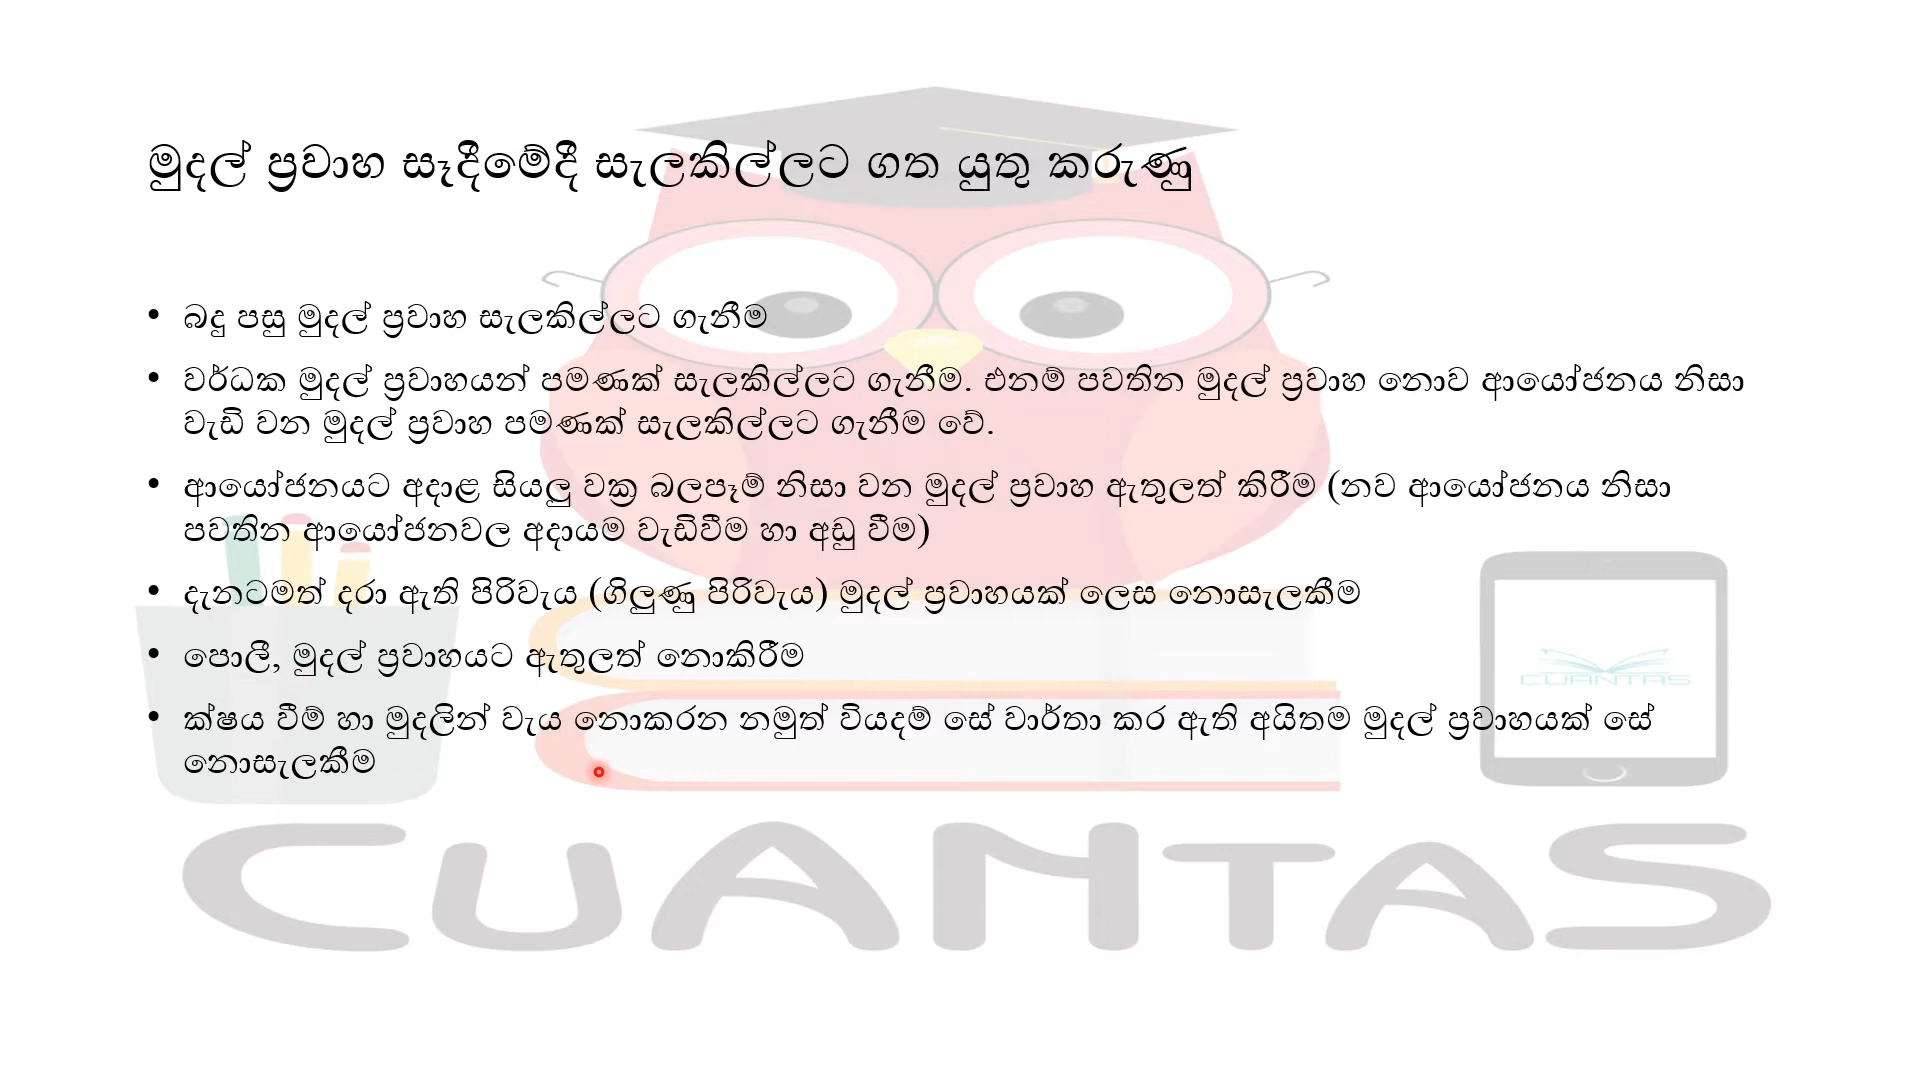 මුදල් ප්‍රවාහ සෑදීමේදී සැලකිල්ලට ගත යුතු කරුණු
• බදු පසු මුදල් ප්‍රවාහ සැලකිල්ලට ගැනීම
• වර්ධක මුදල් ප්‍රවාහයන් පමණක් සැලකිල්ලට ගැනීම. එනම් පවතින මුදල් ප්‍රවාහ නොව ආයෝජනය නිසා
වැඩි වන මුදල් ප්‍රවාහ පමණක් සැලකිල්ලට ගැනීම වේ.
• ආයෝජනයට අදාළ සියලු වක්‍ර බලපෑම් නිසා වන මුදල් ප්‍රවාහ ඇතුලත් කිරීම (නව ආයෝජනය නිසා
පවතින ආයෝජනවල අදායම වැඩිවීම හා අඩු වීම)
• දැනටමත් දරා ඇති පිරිවැය (ගිලුණු පිරිවැය) මුදල් ප්‍රවාහයක් ලෙස නොසැලකීම
• පොලී, මුදල් ප්‍රවාහයට ඇතුලත් නොකිරීම
• ක්ෂය වීම් හා මුදලින් වැය නොකරන නමුත් වියදම් සේ වාර්තා කර ඇති අයිතම මුදල් ප්‍රවාහයක් සේ
නොසැලකීම
CUANTAS
CUANTAS